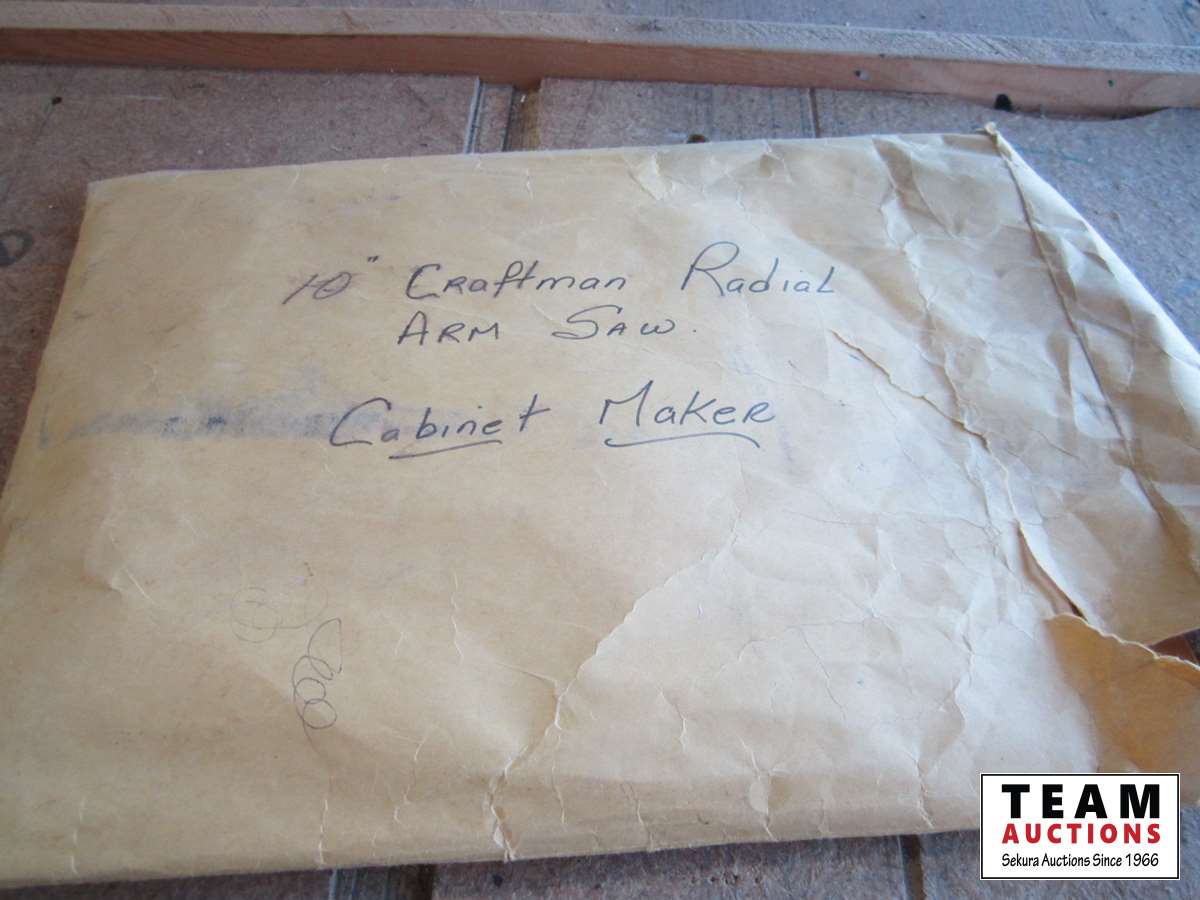 10" Craftman Radial
Arm Saw.
Cabinet Maker
TEAM
AUCTIONS
Sekura Auctions Since 1966